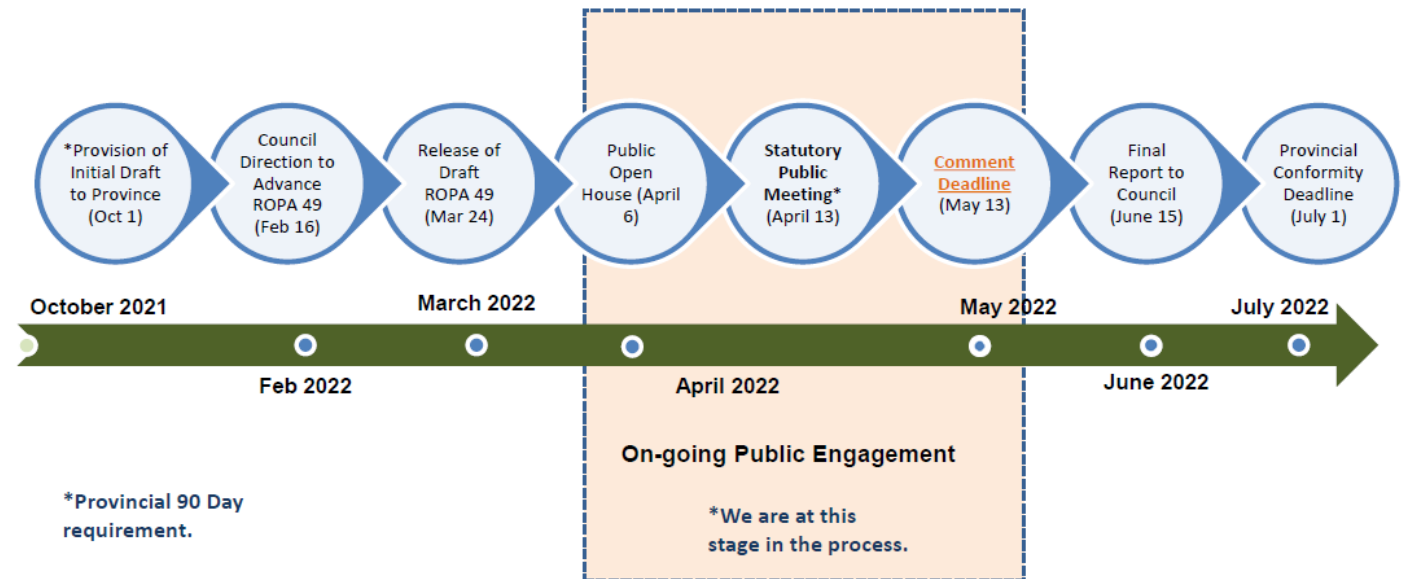 *Provision of
Initial Draft
to Province
(Oct 1)
Council
Direction to
Advance
ROPA 49
(Feb 16)
Release of
Draft
ROPA 49
(Mar 24)
Public
Open
House (April
6)
Statutory
Public
Meeting*
(April 13)
Comment
Deadline
(May 13)
Final
Report to
Council
(June 15)
Provincial
Conformity
Deadline
(July 1)
October 2021
March 2022
May 2022
July 2022
Feb 2022
April 2022
June 2022
On-going Public Engagement
*Provincial 90 Day
requirement.
*We are at this
stage in the process.